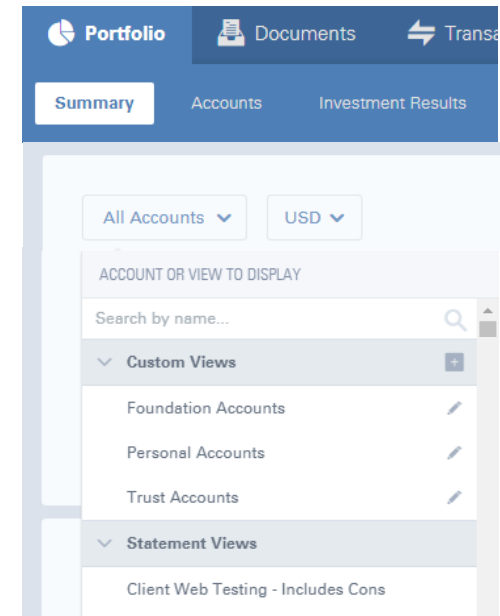 Portfolio Documents
Summary Accounts Investment Results
All Accounts USD
ACCOUNT OR VIEW TO DISPLAY
Search by name...
Custom Views
Foundation Accounts
Personal Accounts
Trust Accounts
Statement Views
Client Web Testing - Includes Cons